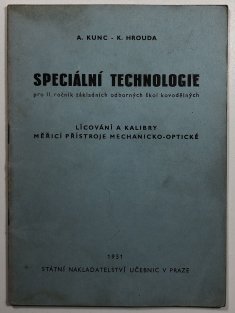 A. KUNC - K. HROUDA
SPECIÁLNÍ TECHNOLOGIE
pro II. ročník základních odborných škol kovodělných
LÍCOVÁNÍ A KALIBRY
MĚŘICÍ PŘÍSTROJE MECHANICKO-OPTICKÉ
1951
STÁTNÍ NAKLADATELSTVÍ UČEBNIC V PRAZE